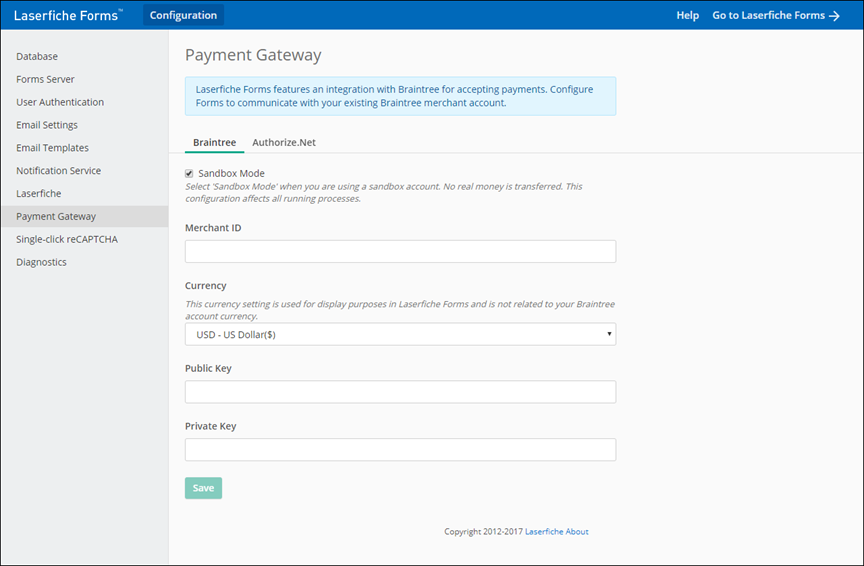 Laserfiche Forms™ Configuration Help Go to Laserfiche Forms →
Database
Forms Server
User Authentication
Email Settings
Email Templates
Notification Service
Laserfiche
Payment Gateway
Single-click reCAPTCHA
Diagnostics
Payment Gateway
Laserfiche Forms features an integration with Braintree for accepting payments. Configure
Forms to communicate with your existing Braintree merchant account.
Braintree Authorize.Net
Sandbox Mode
Select 'Sandbox Mode' when you are using a sandbox account. No real money is transferred. This
configuration affects all running processes.
Merchant ID
Currency
This currency setting is used for display purposes in Laserfiche Forms and is not related to your Braintree
account currency.
USD - US Dollar($)
Public Key
Private Key
Save
Copyright 2012-2017 Laserfiche About